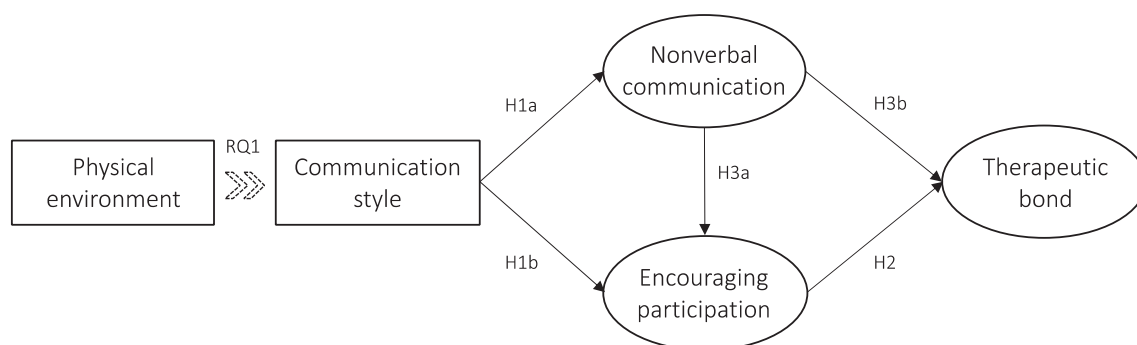 Physical
environment
RQ1
Communication
style
H1a
H1b
Nonverbal
communication
H3a
Encouraging
participation
H3b
H2
Therapeutic
bond